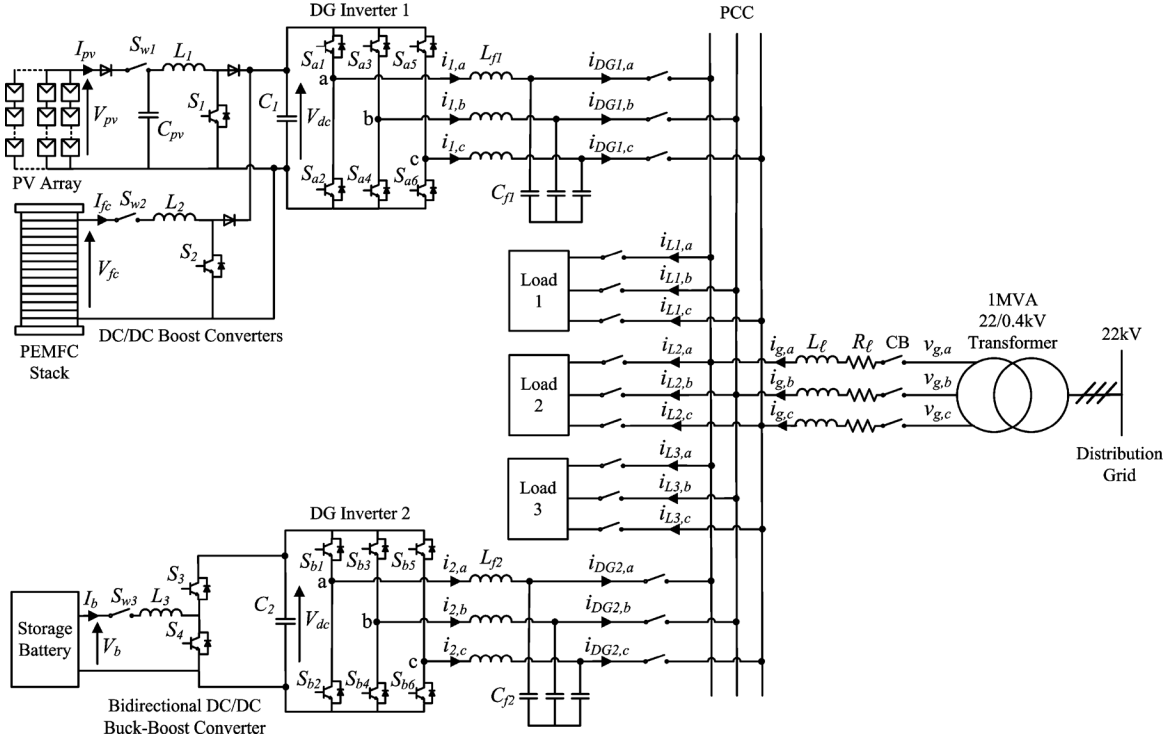 DG Inverter 1
PCC
I_pv
S_w1
L_1
S_a1
S_a3
S_a5
L_f1
i_1,a
i_DG1,a
a
V_pv
C_pv
S_1
C_1
V_dc
b
i_1,b
i_DG1,b
c
i_1,c
i_DG1,c
S_a2
S_a4
S_a6
C_f1
PV Array
I_fc
S_w2
L_2
V_fc
S_2
DC/DC Boost Converters
PEMFC
Stack
Load
1
i_L1,a
i_L1,b
i_L1,c
Load
2
i_L2,a
i_L2,b
i_L2,c
Load
3
i_L3,a
i_L3,b
i_L3,c
i_g,a
i_g,b
i_g,c
L_ℓ
R_ℓ
CB
v_g,a
v_g,b
v_g,c
1MVA
22/0.4kV
Transformer
22kV
Distribution
Grid
DG Inverter 2
S_b1
S_b3
S_b5
L_f2
i_2,a
i_DG2,a
a
Storage
Battery
I_b
S_w3
L_3
V_b
S_3
S_4
C_2
V_dc
b
i_2,b
i_DG2,b
c
i_2,c
i_DG2,c
S_b2
S_b4
S_b6
C_f2
Bidirectional DC/DC
Buck-Boost Converter